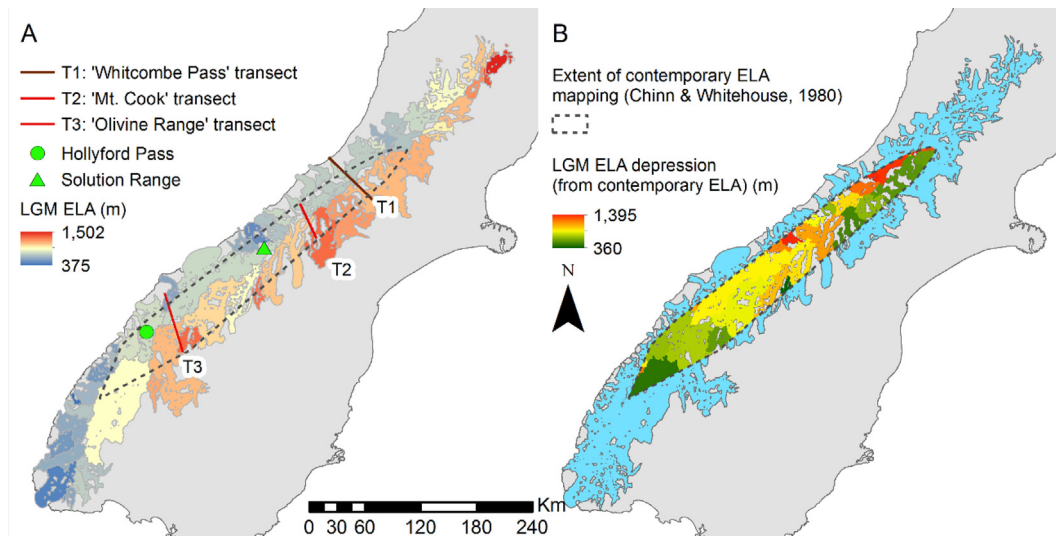 A
T1: 'Whitcombe Pass' transect
T2: 'Mt. Cook' transect
T3: 'Olivine Range' transect
Hollyford Pass
Solution Range
LGM ELA (m)
1,502
375
T1
T2
T3
Km
0 30 60 120 180 240
B
Extent of contemporary ELA
mapping (Chinn & Whitehouse, 1980)
LGM ELA depression
(from contemporary ELA) (m)
1,395
360
N